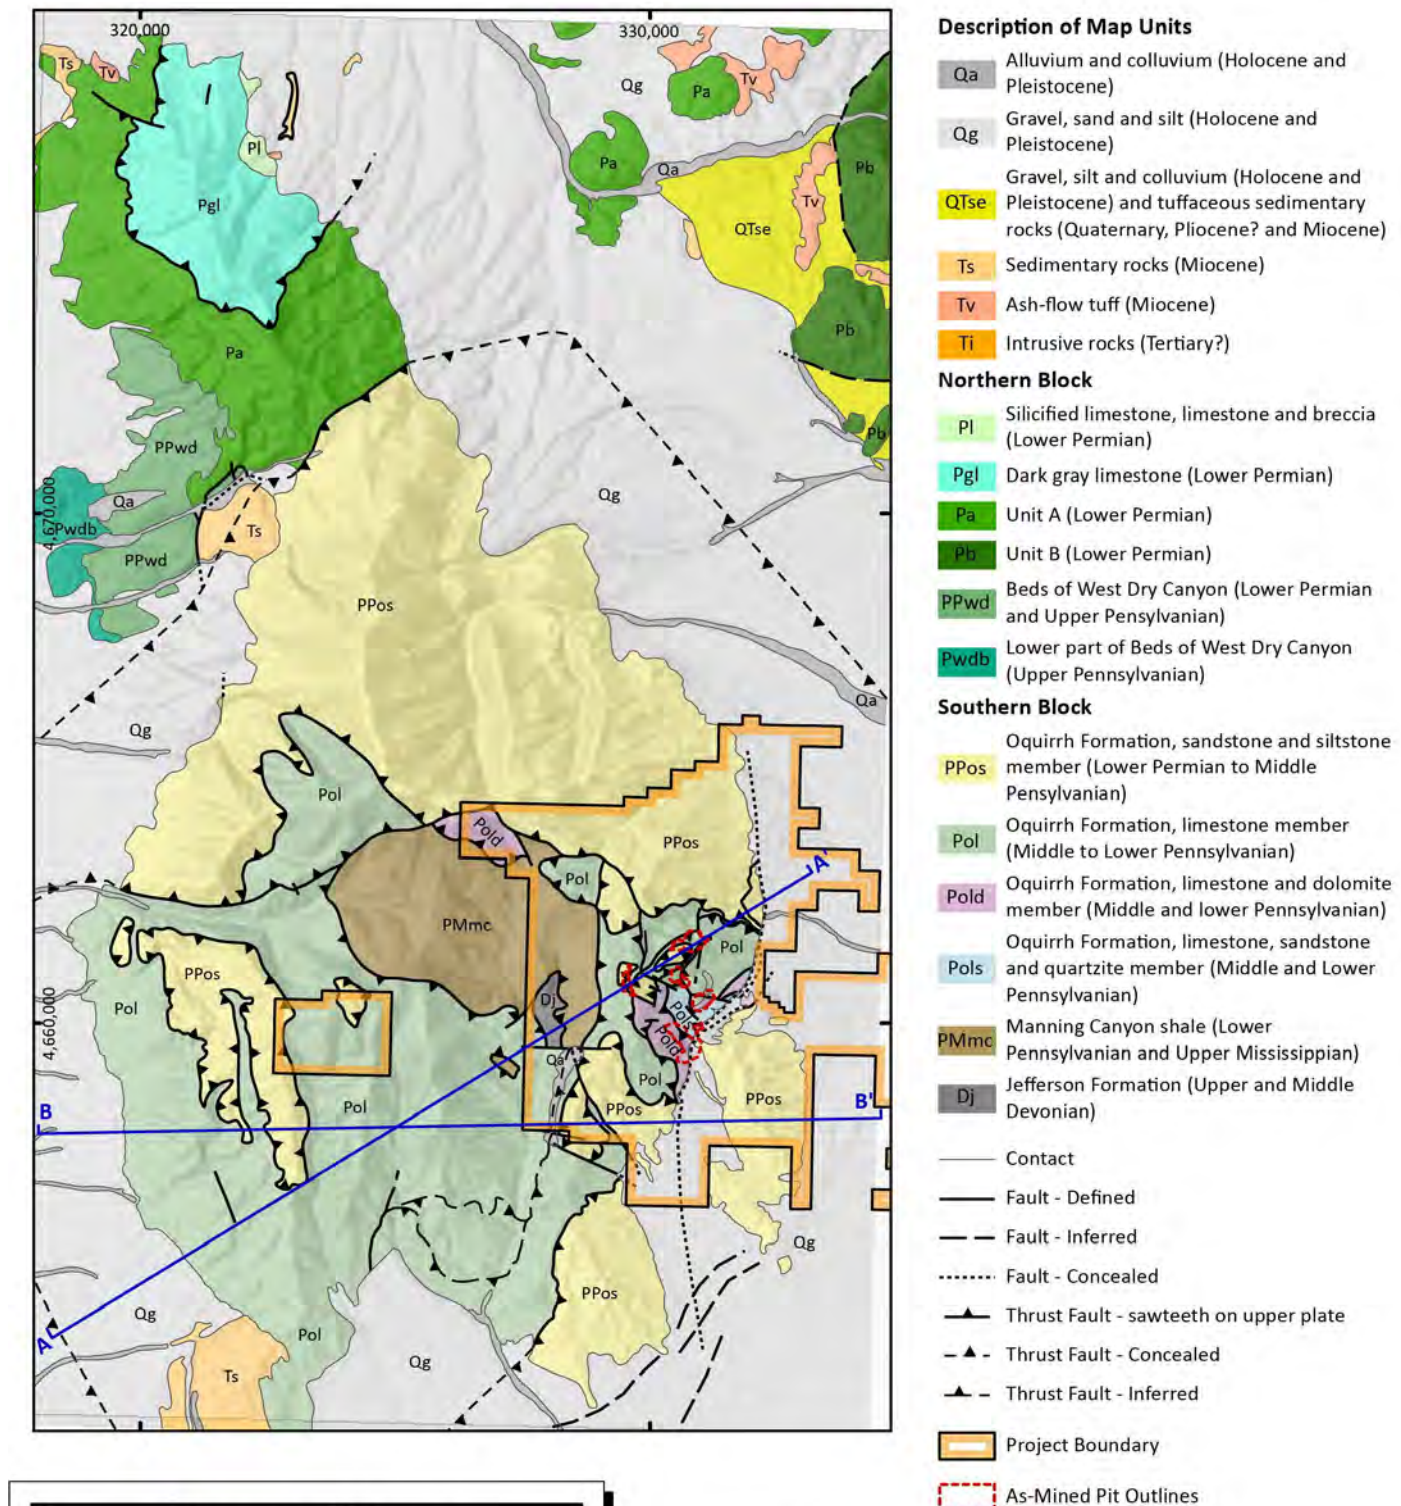 320,000
330,000
4,670,000
4,660,000
Ts
Tv
Pl
Pgl
Pa
PPwd
Qa
Pwdb
PPwd
Ts
Qg
Pa
Tv
Pa
Qa
QTse
Tv
Pb
Pb
Pb
Qg
Qa
PPos
Qg
Pol
Pold
PPos
A'
Pol
PMmc
Pol
PPos
Pol
Dj
Pols
Pold
Qa
Pol
PPos
PPos
Pol
B
B'
Qg
Qg
PPos
A
Pol
Ts
Qg
Description of Map Units
Qa Alluvium and colluvium (Holocene and
Pleistocene)
Qg Gravel, sand and silt (Holocene and
Pleistocene)
Gravel, silt and colluvium (Holocene and
QTse Pleistocene) and tuffaceous sedimentary
rocks (Quaternary, Pliocene? and Miocene)
Ts Sedimentary rocks (Miocene)
Tv Ash-flow tuff (Miocene)
Ti Intrusive rocks (Tertiary?)
Northern Block
Pl Silicified limestone, limestone and breccia
(Lower Permian)
Pgl Dark gray limestone (Lower Permian)
Pa Unit A (Lower Permian)
Pb Unit B (Lower Permian)
PPwd Beds of West Dry Canyon (Lower Permian
and Upper Pensylvanian)
Pwdb Lower part of Beds of West Dry Canyon
(Upper Pennsylvanian)
Southern Block
Oquirrh Formation, sandstone and siltstone
PPos member (Lower Permian to Middle
Pensylvanian)
Pol Oquirrh Formation, limestone member
(Middle to Lower Pennsylvanian)
Pold Oquirrh Formation, limestone and dolomite
member (Middle and lower Pennsylvanian)
Oquirrh Formation, limestone, sandstone
Pols and quartzite member (Middle and Lower
Pennsylvanian)
PMmc Manning Canyon shale (Lower
Pennsylvanian and Upper Mississippian)
Dj Jefferson Formation (Upper and Middle
Devonian)
Contact
Fault - Defined
Fault - Inferred
Fault - Concealed
Thrust Fault - sawteeth on upper plate
Thrust Fault - Concealed
Thrust Fault - Inferred
Project Boundary
As-Mined Pit Outlines